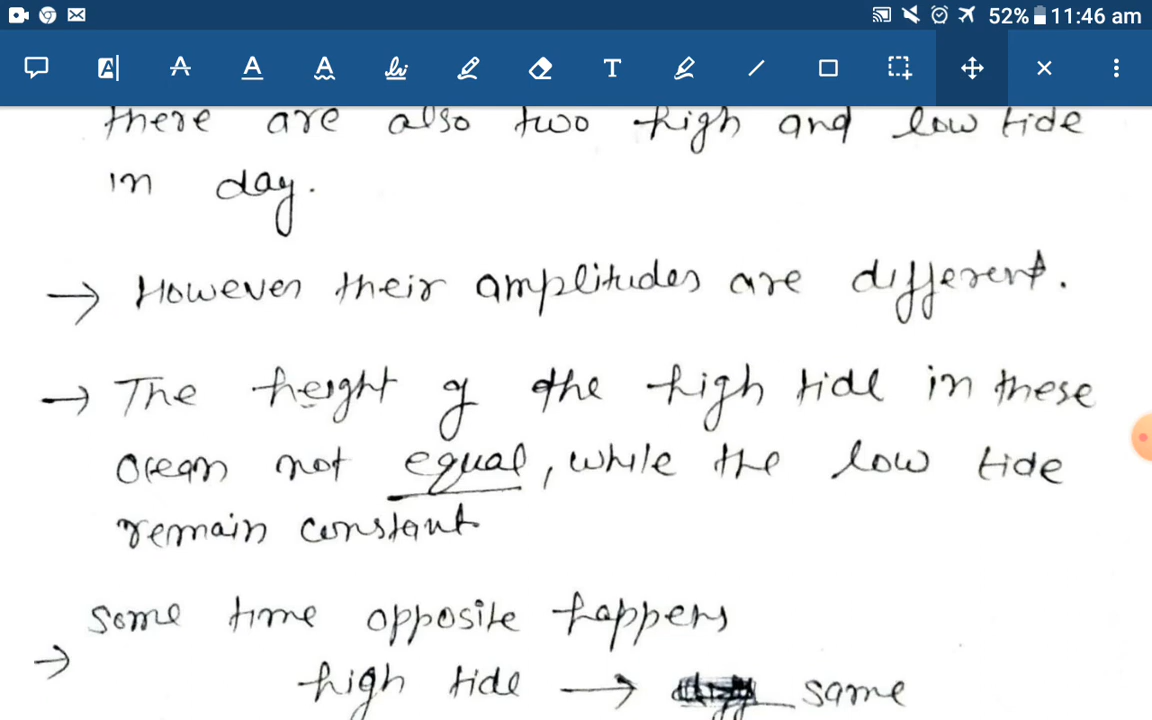 52% 11:46 am
there are also two high and low tide
in day.
→ However their amplitudes are different.
→ The height of the high tide in these
ocean not equal, while the low tide
remain constant
some time opposite happens
→
high tide → same